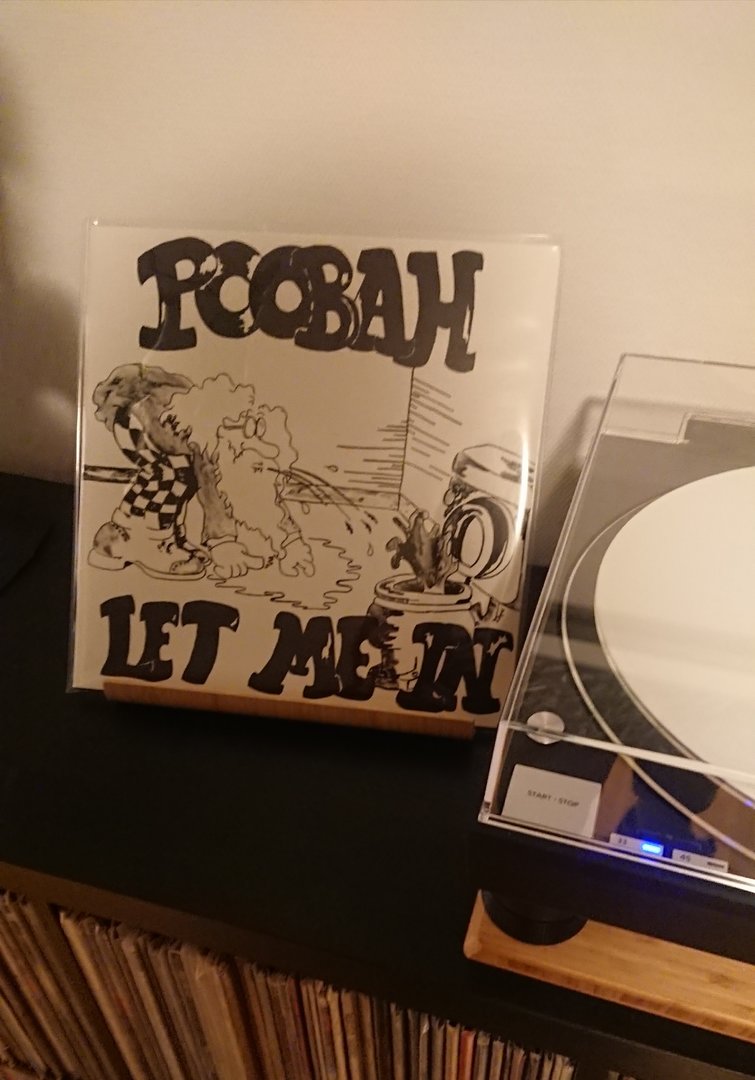 POOBAH
LET ME IN
START · STOP
33
45